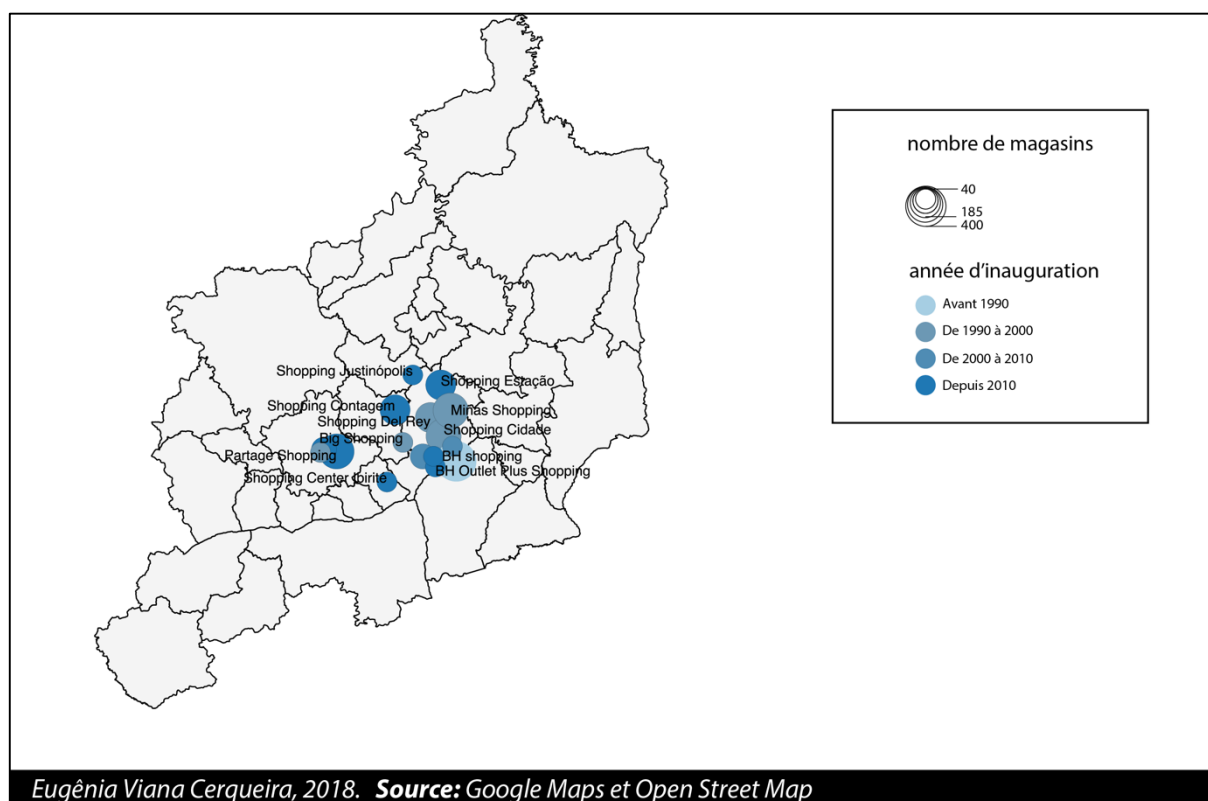 nombre de magasins
40
185
400
année d'inauguration
Avant 1990
De 1990 à 2000
De 2000 à 2010
Depuis 2010
Shopping Justinópolis
Shopping Estação
Shopping Contagem
Minas Shopping
Shopping Del Rey
Shopping Cidade
Big Shopping
Partage Shopping
BH shopping
BH Outlet Plus Shopping
Shopping Center Ibirité
Eugênia Viana Cerqueira, 2018. Source: Google Maps et Open Street Map